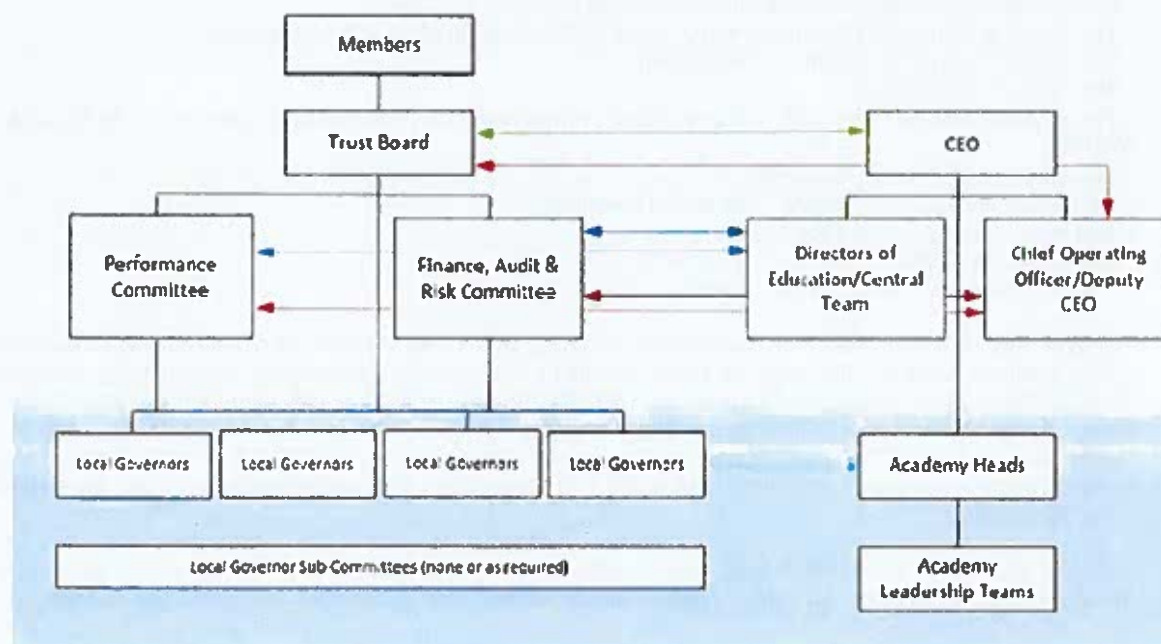 Members
Trust Board
CEO
Performance
Committee
Finance, Audit &
Risk Committee
Directors of
Education/Central
Team
Chief Operating
Officer/Deputy
CEO
Local Governors
Local Governors
Local Governors
Local Governors
Academy Heads
Local Governor Sub Committees (none or as required)
Academy
Leadership Teams